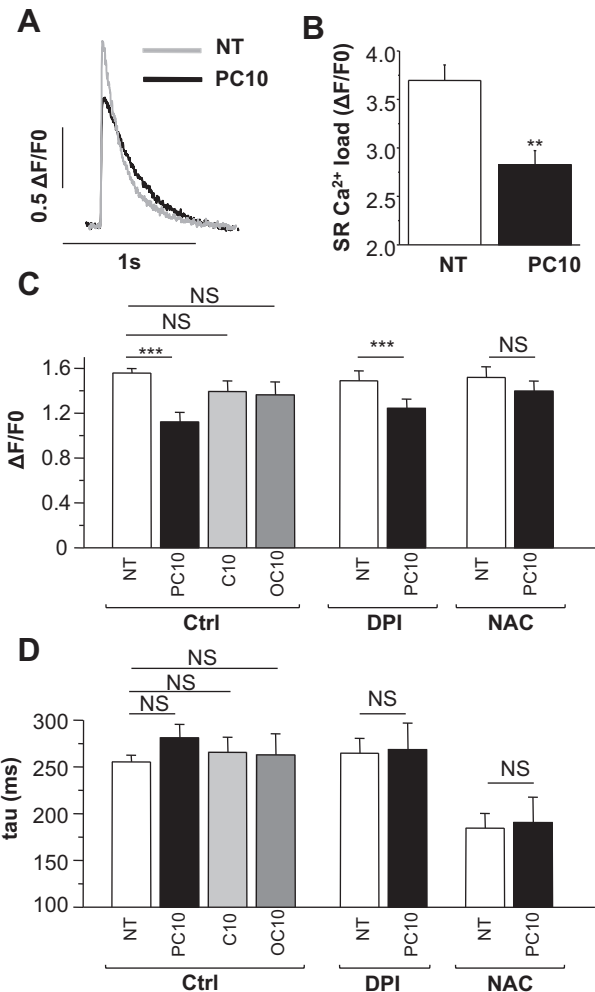 A
NT
PC10
0.5 ΔF/F0
1s
B
SR Ca²⁺ load (ΔF/F0)
4.0
3.5
3.0
2.5
2.0
**
NT
PC10
C
NS
NS
***
***
NS
ΔF/F0
1.6
1.2
0.8
0.4
0
NT
PC10
C10
OC10
NT
PC10
NT
PC10
Ctrl
DPI
NAC
D
NS
NS
NS
NS
NS
tau (ms)
300
250
200
150
100
NT
PC10
C10
OC10
NT
PC10
NT
PC10
Ctrl
DPI
NAC